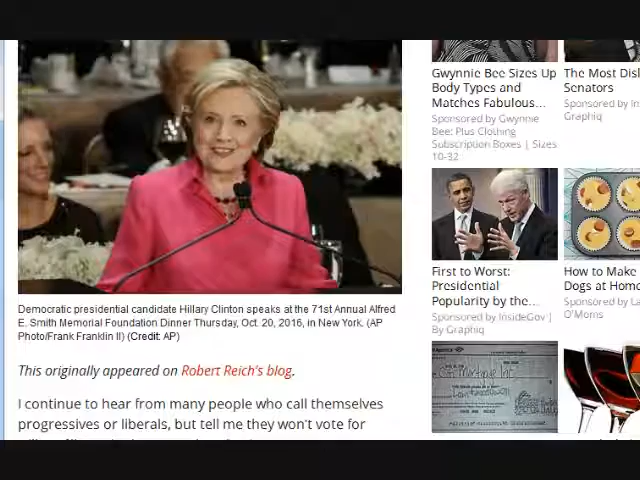 Democratic presidential candidate Hillary Clinton speaks at the 71st Annual Alfred
E. Smith Memorial Foundation Dinner Thursday, Oct. 20, 2016, in New York. (AP
Photo/Frank Franklin II) (Credit: AP)
This originally appeared on Robert Reich's blog.
I continue to hear from many people who call themselves
progressives or liberals, but tell me they won't vote for
Gwynnie Bee Sizes Up
Body Types and
Matches Fabulous...
Sponsored by Gwynnie
Bee: Plus Clothing
Subscription Boxes | Sizes
10-32
The Most Disl
Senators
Sponsored by In
Graphiq
First to Worst:
Presidential
Popularity by the...
Sponsored by InsideGov |
By Graphiq
How to Make
Dogs at Home
Sponsored by La
O'Moms